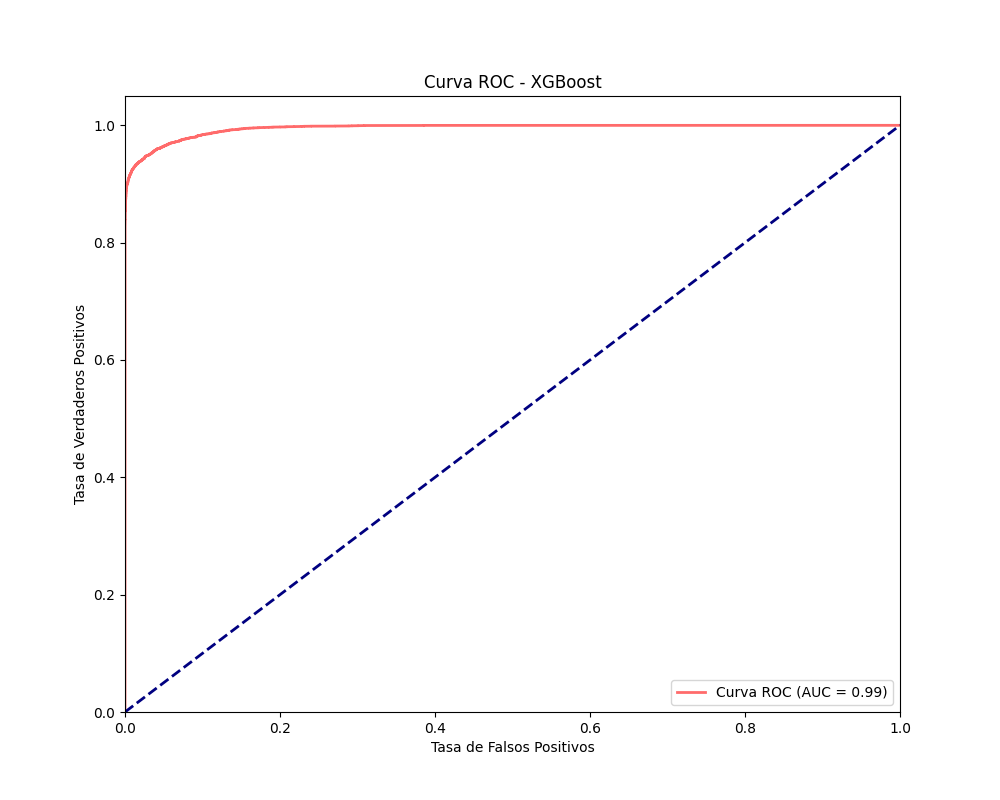 Curva ROC - XGBoost
1.0
0.8
0.6
0.4
0.2
0.0
Tasa de Verdaderos Positivos
Curva ROC (AUC = 0.99)
0.0 0.2 0.4 0.6 0.8 1.0
Tasa de Falsos Positivos